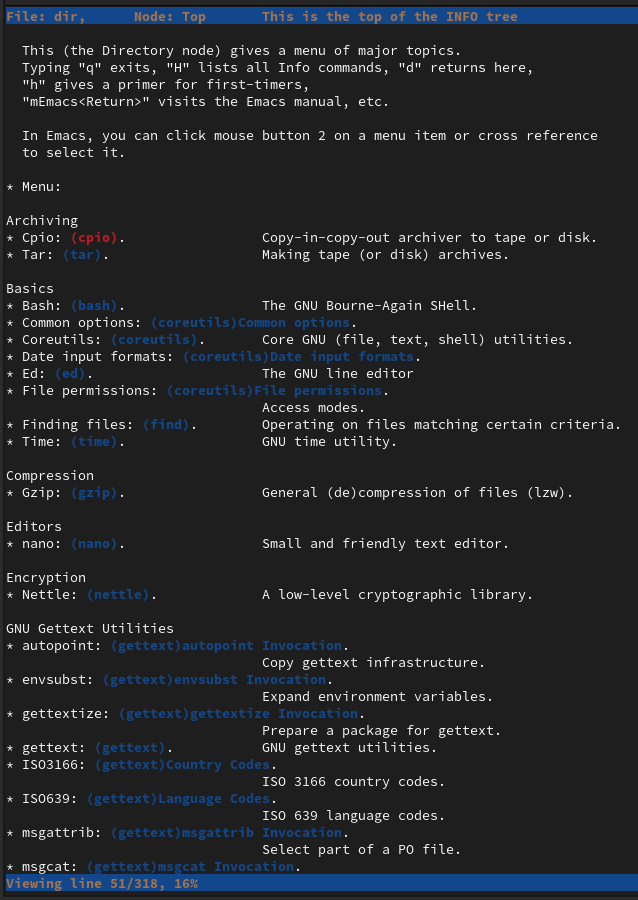 File: dir,      Node: Top       This is the top of the INFO tree
  This (the Directory node) gives a menu of major topics.
  Typing "q" exits, "H" lists all Info commands, "d" returns here,
  "h" gives a primer for first-timers,
  "mEmacs<Return>" visits the Emacs manual, etc.
  In Emacs, you can click mouse button 2 on a menu item or cross reference
  to select it.
* Menu:
Archiving
* Cpio: (cpio).                 Copy-in-copy-out archiver to tape or disk.
* Tar: (tar).                   Making tape (or disk) archives.
Basics
* Bash: (bash).                 The GNU Bourne-Again SHell.
* Common options: (coreutils)Common options.
* Coreutils: (coreutils).       Core GNU (file, text, shell) utilities.
* Date input formats: (coreutils)Date input formats.
* Ed: (ed).                     The GNU line editor
* File permissions: (coreutils)File permissions.
                                Access modes.
* Finding files: (find).        Operating on files matching certain criteria.
* Time: (time).                 GNU time utility.
Compression
* Gzip: (gzip).                 General (de)compression of files (lzw).
Editors
* nano: (nano).                 Small and friendly text editor.
Encryption
* Nettle: (nettle).             A low-level cryptographic library.
GNU Gettext Utilities
* autopoint: (gettext)autopoint Invocation.
                                Copy gettext infrastructure.
* envsubst: (gettext)envsubst Invocation.
                                Expand environment variables.
* gettextize: (gettext)gettextize Invocation.
                                Prepare a package for gettext.
* gettext: (gettext).           GNU gettext utilities.
* ISO3166: (gettext)Country Codes.
                                ISO 3166 country codes.
* ISO639: (gettext)Language Codes.
                                ISO 639 language codes.
* msgattrib: (gettext)msgattrib Invocation.
                                Select part of a PO file.
* msgcat: (gettext)msgcat Invocation.
Viewing line 51/318, 16%